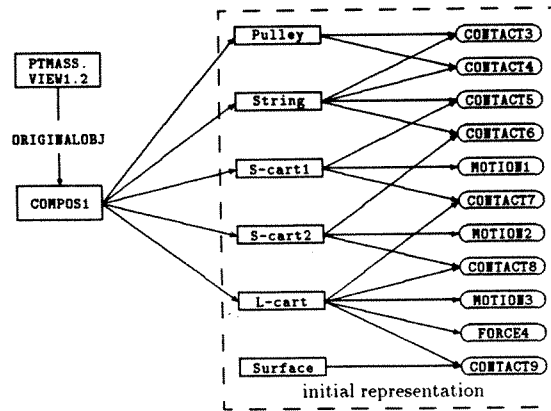 Pulley
CONTACT3
PTMASS.
VIEW1.2
CONTACT4
String
CONTACT5
ORIGINALOBJ
CONTACT6
S-cart1
MOTION1
COMPOS1
CONTACT7
S-cart2
MOTION2
CONTACT8
L-cart
MOTION3
FORCE4
Surface
CONTACT9
initial representation